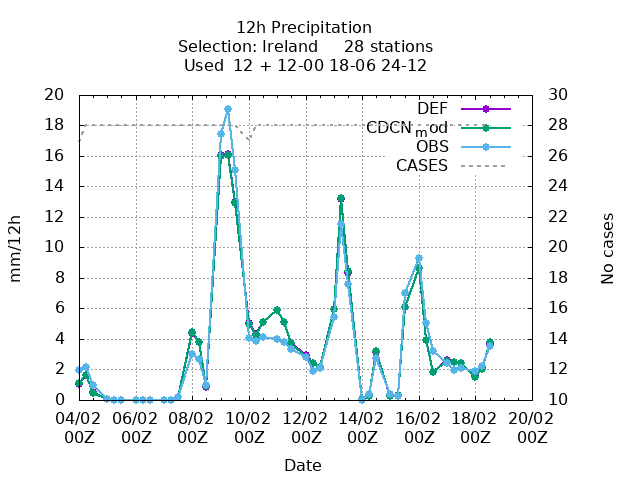 12h Precipitation
Selection: Ireland 28 stations
Used 12 + 12-00 18-06 24-12
20 30
18 DEF 28
CDCN_mod
OBS
16 CASES 26
14 24
12 22
10 20
8 18
6 16
4 14
2 12
0 10
mm/12h
No cases
04/02 06/02 08/02 10/02 12/02 14/02 16/02 18/02 20/02
00Z 00Z 00Z 00Z 00Z 00Z 00Z 00Z 00Z
Date